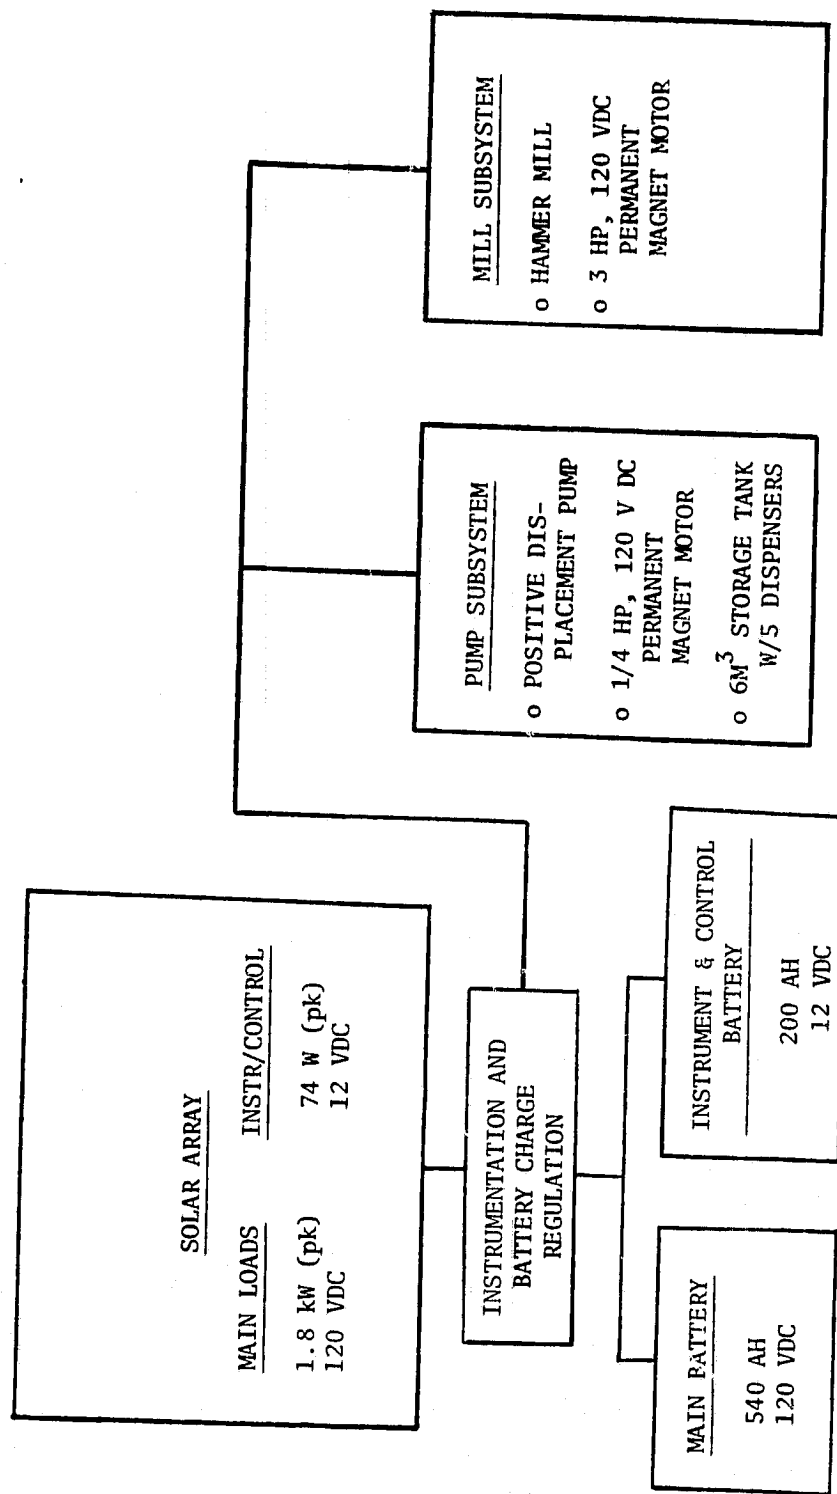 SOLAR ARRAY
MAIN LOADS
1.8 kW (pk)
120 VDC
INSTR/CONTROL
74 W (pk)
12 VDC
INSTRUMENTATION AND
BATTERY CHARGE
REGULATION
MAIN BATTERY
540 AH
120 VDC
INSTRUMENT & CONTROL
BATTERY
200 AH
12 VDC
PUMP SUBSYSTEM
o POSITIVE DIS-
PLACEMENT PUMP
o 1/4 HP, 120 V DC
PERMANENT
MAGNET MOTOR
o 6M³ STORAGE TANK
W/5 DISPENSERS
MILL SUBSYSTEM
o HAMMER MILL
o 3 HP, 120 VDC
PERMANENT
MAGNET MOTOR